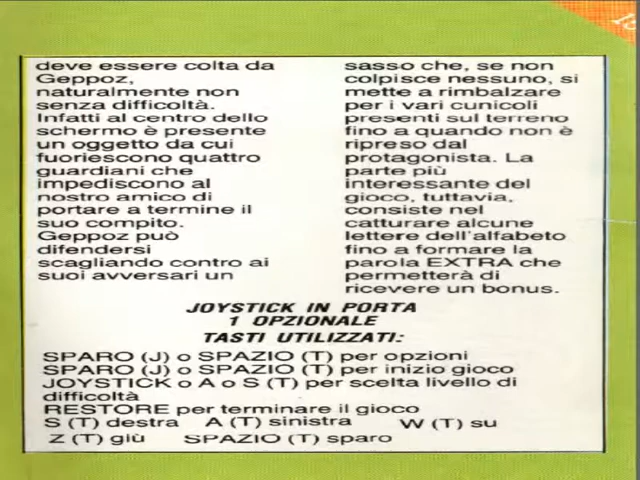 deve essere colta da
Geppoz,
naturalmente non
senza difficoltà.
Infatti al centro dello
schermo è presente
un oggetto da cui
fuoriescono quattro
guardiani che
impediscono al
nostro amico di
portare a termine il
suo compito.
Geppoz può
difendersi
scagliando contro ai
suoi avversari un
sasso che, se non
colpisce nessuno, si
mette a rimbalzare
per i vari cunicoli
presenti sul terreno
fino a quando non è
ripreso dal
protagonista. La
parte più
interessante del
gioco, tuttavia,
consiste nel
catturare alcune
lettere dell'alfabeto
fino a formare la
parola EXTRA che
permetterà di
ricevere un bonus.
JOYSTICK IN PORTA
1 OPZIONALE
TASTI UTILIZZATI:
SPARO (J) o SPAZIO (T) per opzioni
SPARO (J) o SPAZIO (T) per inizio gioco
JOYSTICK o A o S (T) per scelta livello di
difficoltà
RESTORE per terminare il gioco
S (T) destra A (T) sinistra W (T) su
Z (T) giù SPAZIO (T) sparo